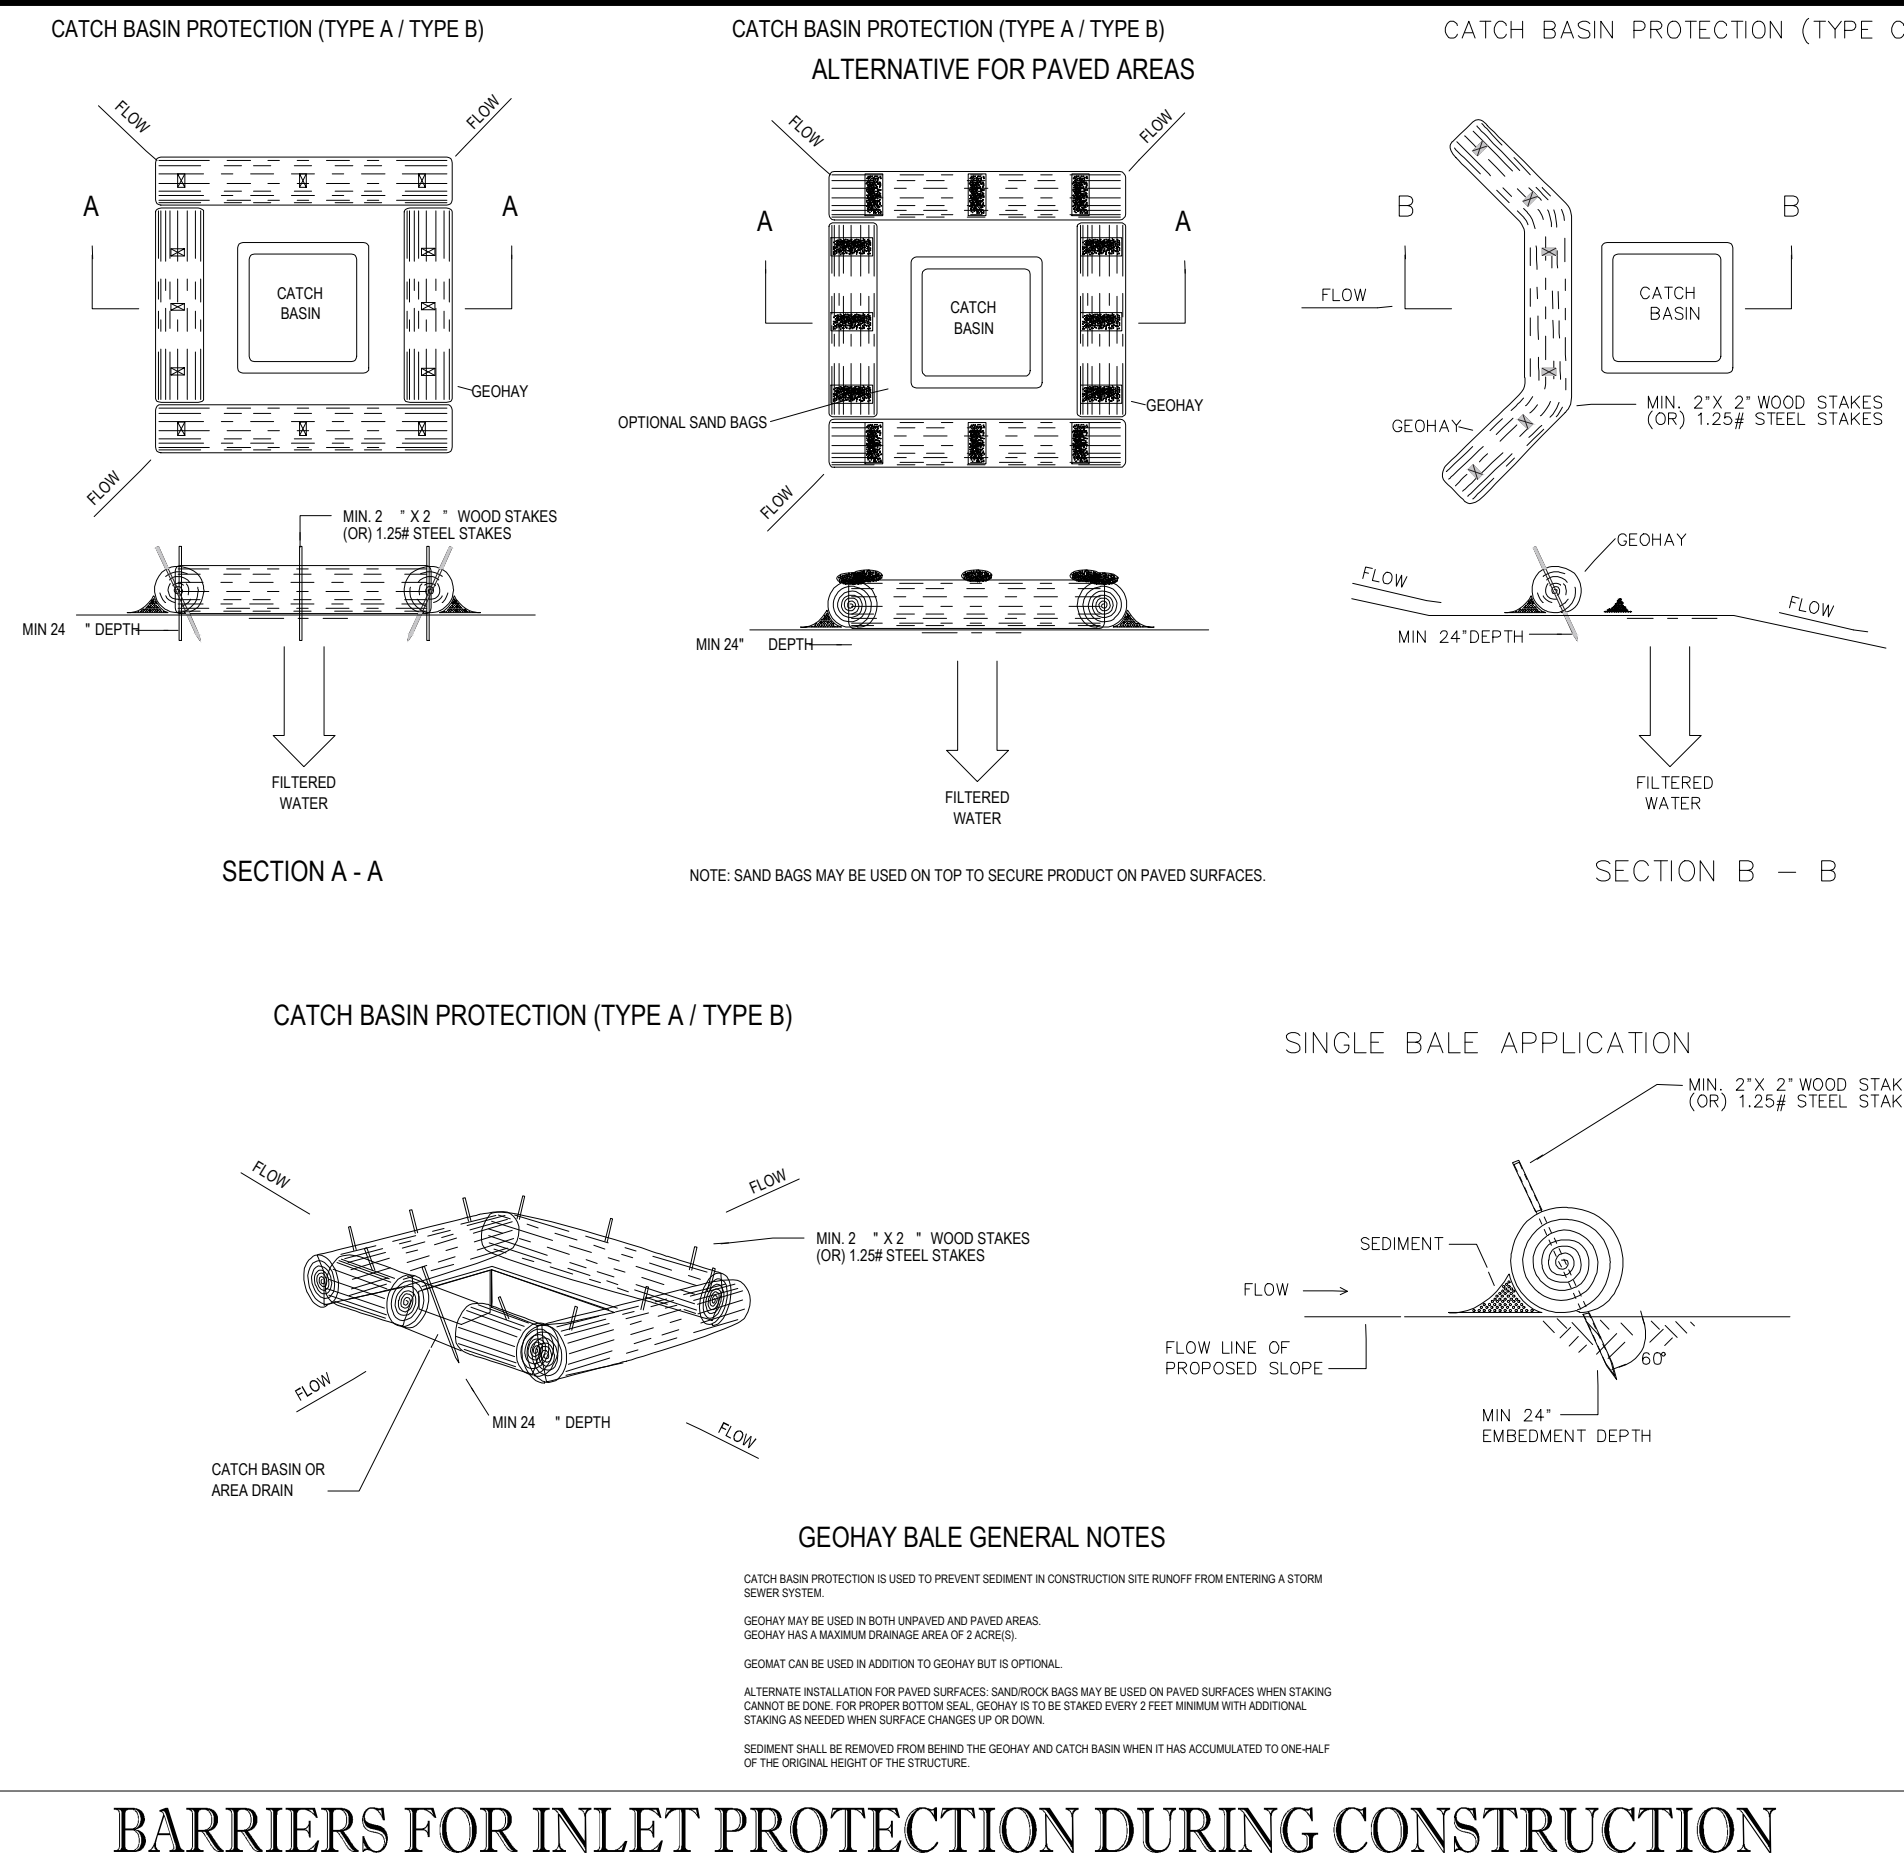 CATCH BASIN PROTECTION (TYPE A / TYPE B)
FLOW
FLOW
A
A
CATCH
BASIN
GEOHAY
FLOW
MIN. 2 " X 2 " WOOD STAKES
(OR) 1.25# STEEL STAKES
MIN 24 " DEPTH
FILTERED
WATER
SECTION A - A
CATCH BASIN PROTECTION (TYPE A / TYPE B)
ALTERNATIVE FOR PAVED AREAS
FLOW
FLOW
A
A
CATCH
BASIN
OPTIONAL SAND BAGS
GEOHAY
FLOW
MIN 24" DEPTH
FILTERED
WATER
NOTE: SAND BAGS MAY BE USED ON TOP TO SECURE PRODUCT ON PAVED SURFACES.
CATCH BASIN PROTECTION (TYPE
B
B
FLOW
CATCH
BASIN
GEOHAY
MIN. 2"X 2" WOOD STAKES
(OR) 1.25# STEEL STAKES
GEOHAY
FLOW
FLOW
MIN 24"DEPTH
FILTERED
WATER
SECTION B – B
CATCH BASIN PROTECTION (TYPE A / TYPE B)
FLOW
FLOW
MIN. 2 " X 2 " WOOD STAKES
(OR) 1.25# STEEL STAKES
FLOW
MIN 24 " DEPTH
FLOW
CATCH BASIN OR
AREA DRAIN
SINGLE BALE APPLICATION
MIN. 2"X 2" WOOD STAK
(OR) 1.25# STEEL STAK
SEDIMENT
FLOW
FLOW LINE OF
PROPOSED SLOPE
60°
MIN 24"
EMBEDMENT DEPTH
GEOHAY BALE GENERAL NOTES
CATCH BASIN PROTECTION IS USED TO PREVENT SEDIMENT IN CONSTRUCTION SITE RUNOFF FROM ENTERING A STORM
SEWER SYSTEM.
GEOHAY MAY BE USED IN BOTH UNPAVED AND PAVED AREAS.
GEOHAY HAS A MAXIMUM DRAINAGE AREA OF 2 ACRE(S).
GEOMAT CAN BE USED IN ADDITION TO GEOHAY BUT IS OPTIONAL.
ALTERNATE INSTALLATION FOR PAVED SURFACES: SAND/ROCK BAGS MAY BE USED ON PAVED SURFACES WHEN STAKING
CANNOT BE DONE. FOR PROPER BOTTOM SEAL, GEOHAY IS TO BE STAKED EVERY 2 FEET MINIMUM WITH ADDITIONAL
STAKING AS NEEDED WHEN SURFACE CHANGES UP OR DOWN.
SEDIMENT SHALL BE REMOVED FROM BEHIND THE GEOHAY AND CATCH BASIN WHEN IT HAS ACCUMULATED TO ONE-HALF
OF THE ORIGINAL HEIGHT OF THE STRUCTURE.
BARRIERS FOR INLET PROTECTION DURING CONSTRUCTION